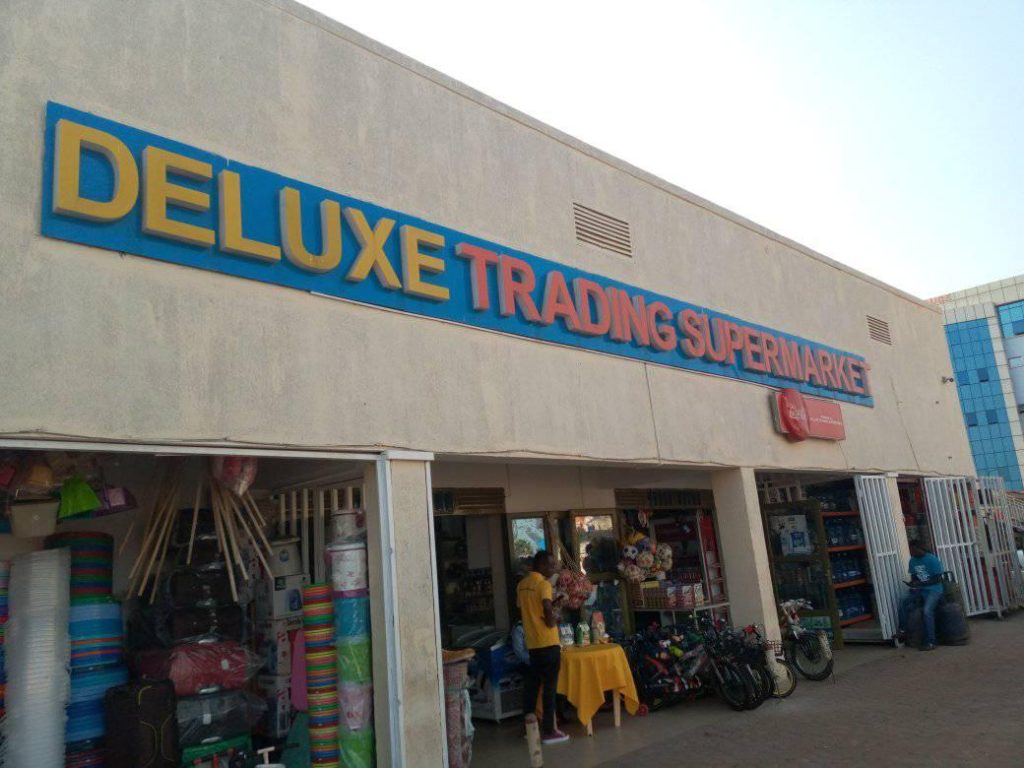 DELUXE TRADING SUPERMARKET